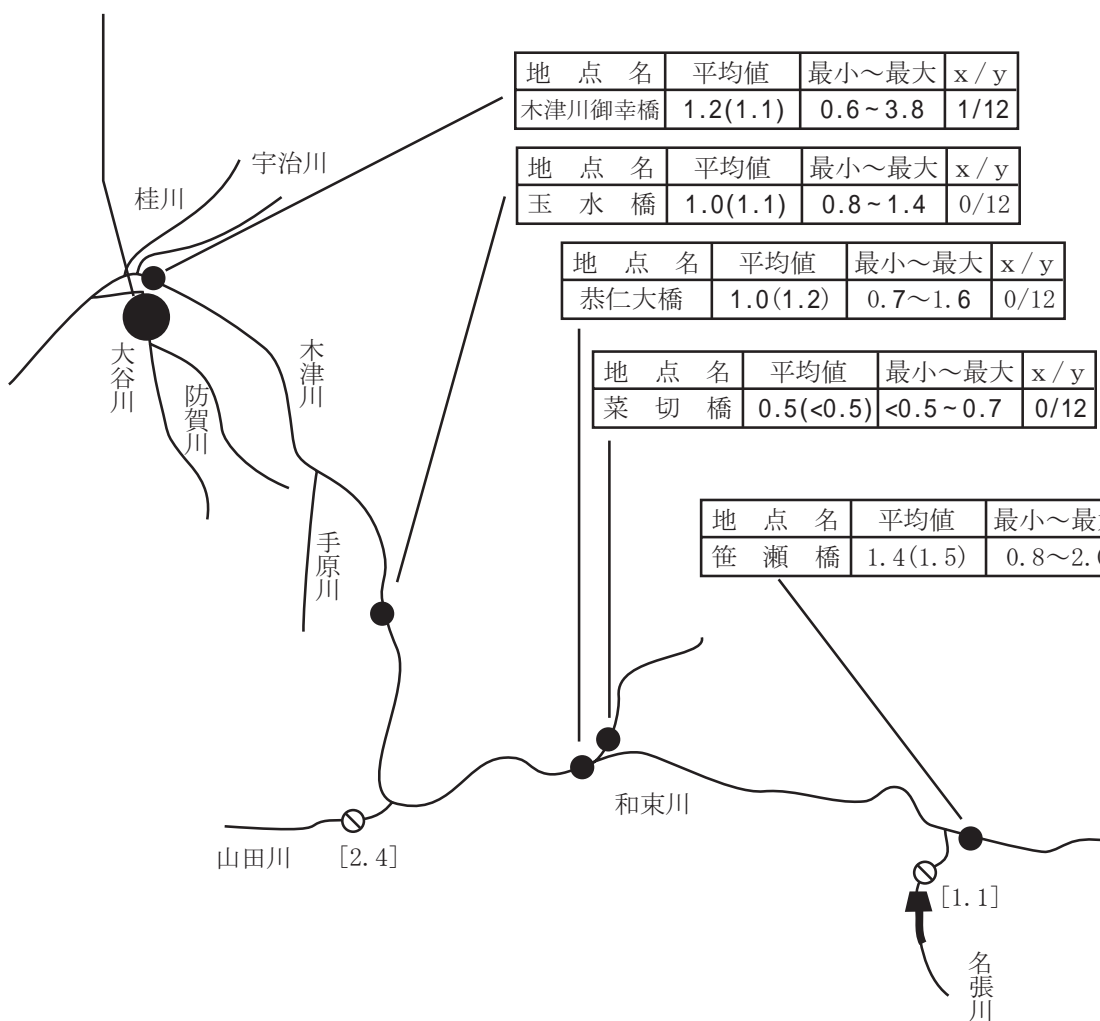 地点名 平均値 最小～最大 x/y
木津川御幸橋 1.2(1.1) 0.6~3.8 1/12
地点名 平均値 最小～最大 x/y
玉水橋 1.0(1.1) 0.8~1.4 0/12
桂川
宇治川
地点名 平均値 最小～最大 x/y
恭仁大橋 1.0(1.2) 0.7～1.6 0/12
大谷川
防賀川
木津川
地点名 平均値 最小～最大 x/y
菜切橋 0.5(<0.5) <0.5~0.7 0/12
地点名 平均値 最小～最
笹瀬橋 1.4(1.5) 0.8～2.
手原川
和束川
山田川
[2.4]
[1.1]
名張川